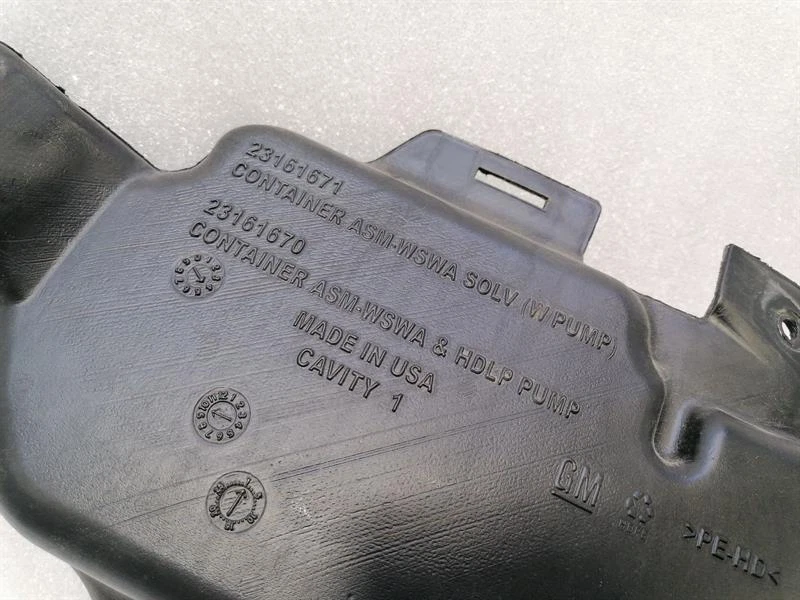 23161671
CONTAINER ASM-WSWA SOLV (W PUMP)
23161670
CONTAINER ASM-WSWA & HDLP PUMP
MADE IN USA
CAVITY 1
GM
HDPE
>PE-HD<